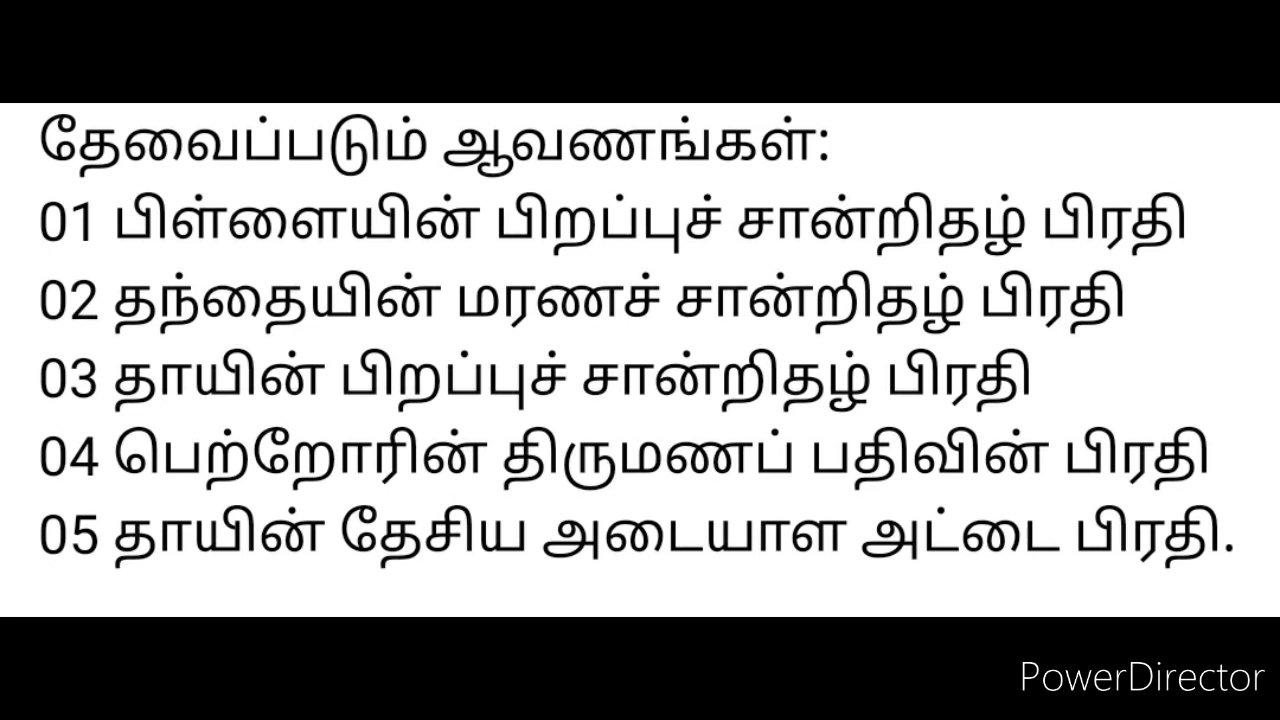 தேவைப்படும் ஆவணங்கள்:
01 பிள்ளையின் பிறப்புச் சான்றிதழ் பிரதி
02 தந்தையின் மரணச் சான்றிதழ் பிரதி
03 தாயின் பிறப்புச் சான்றிதழ் பிரதி
04 பெற்றோரின் திருமணப் பதிவின் பிரதி
05 தாயின் தேசிய அடையாள அட்டை பிரதி.
PowerDirector